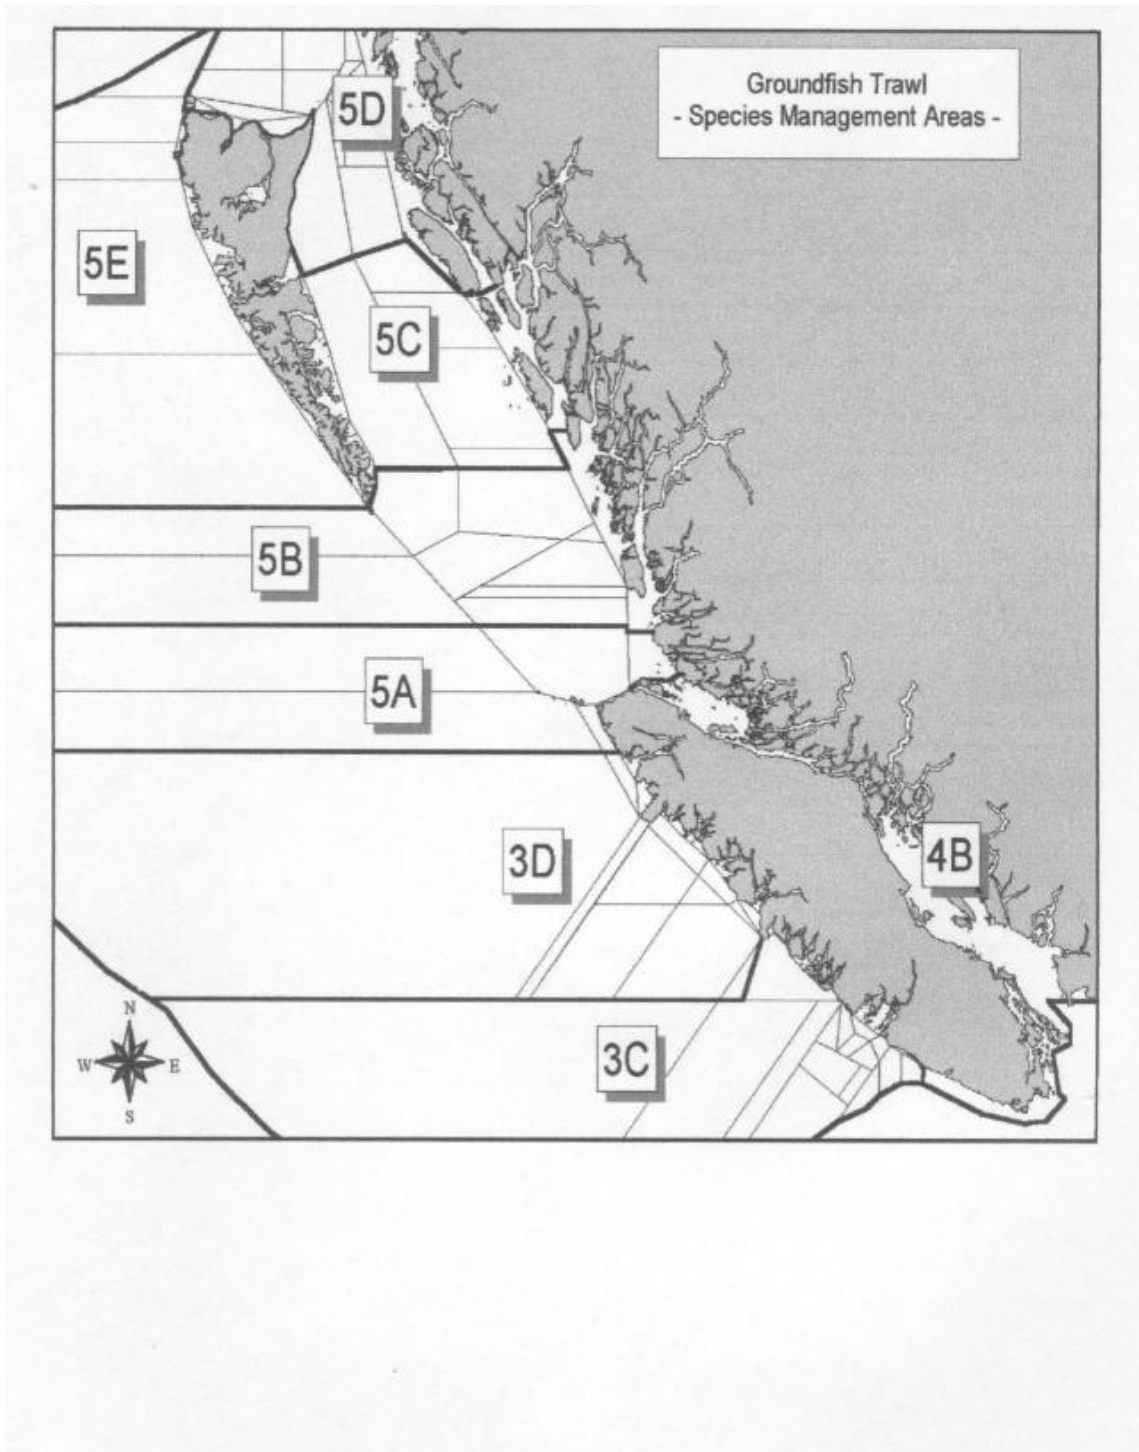 Groundfish Trawl
- Species Management Areas -
5D
5E
5C
5B
5A
3D
4B
3C
N
W E
S